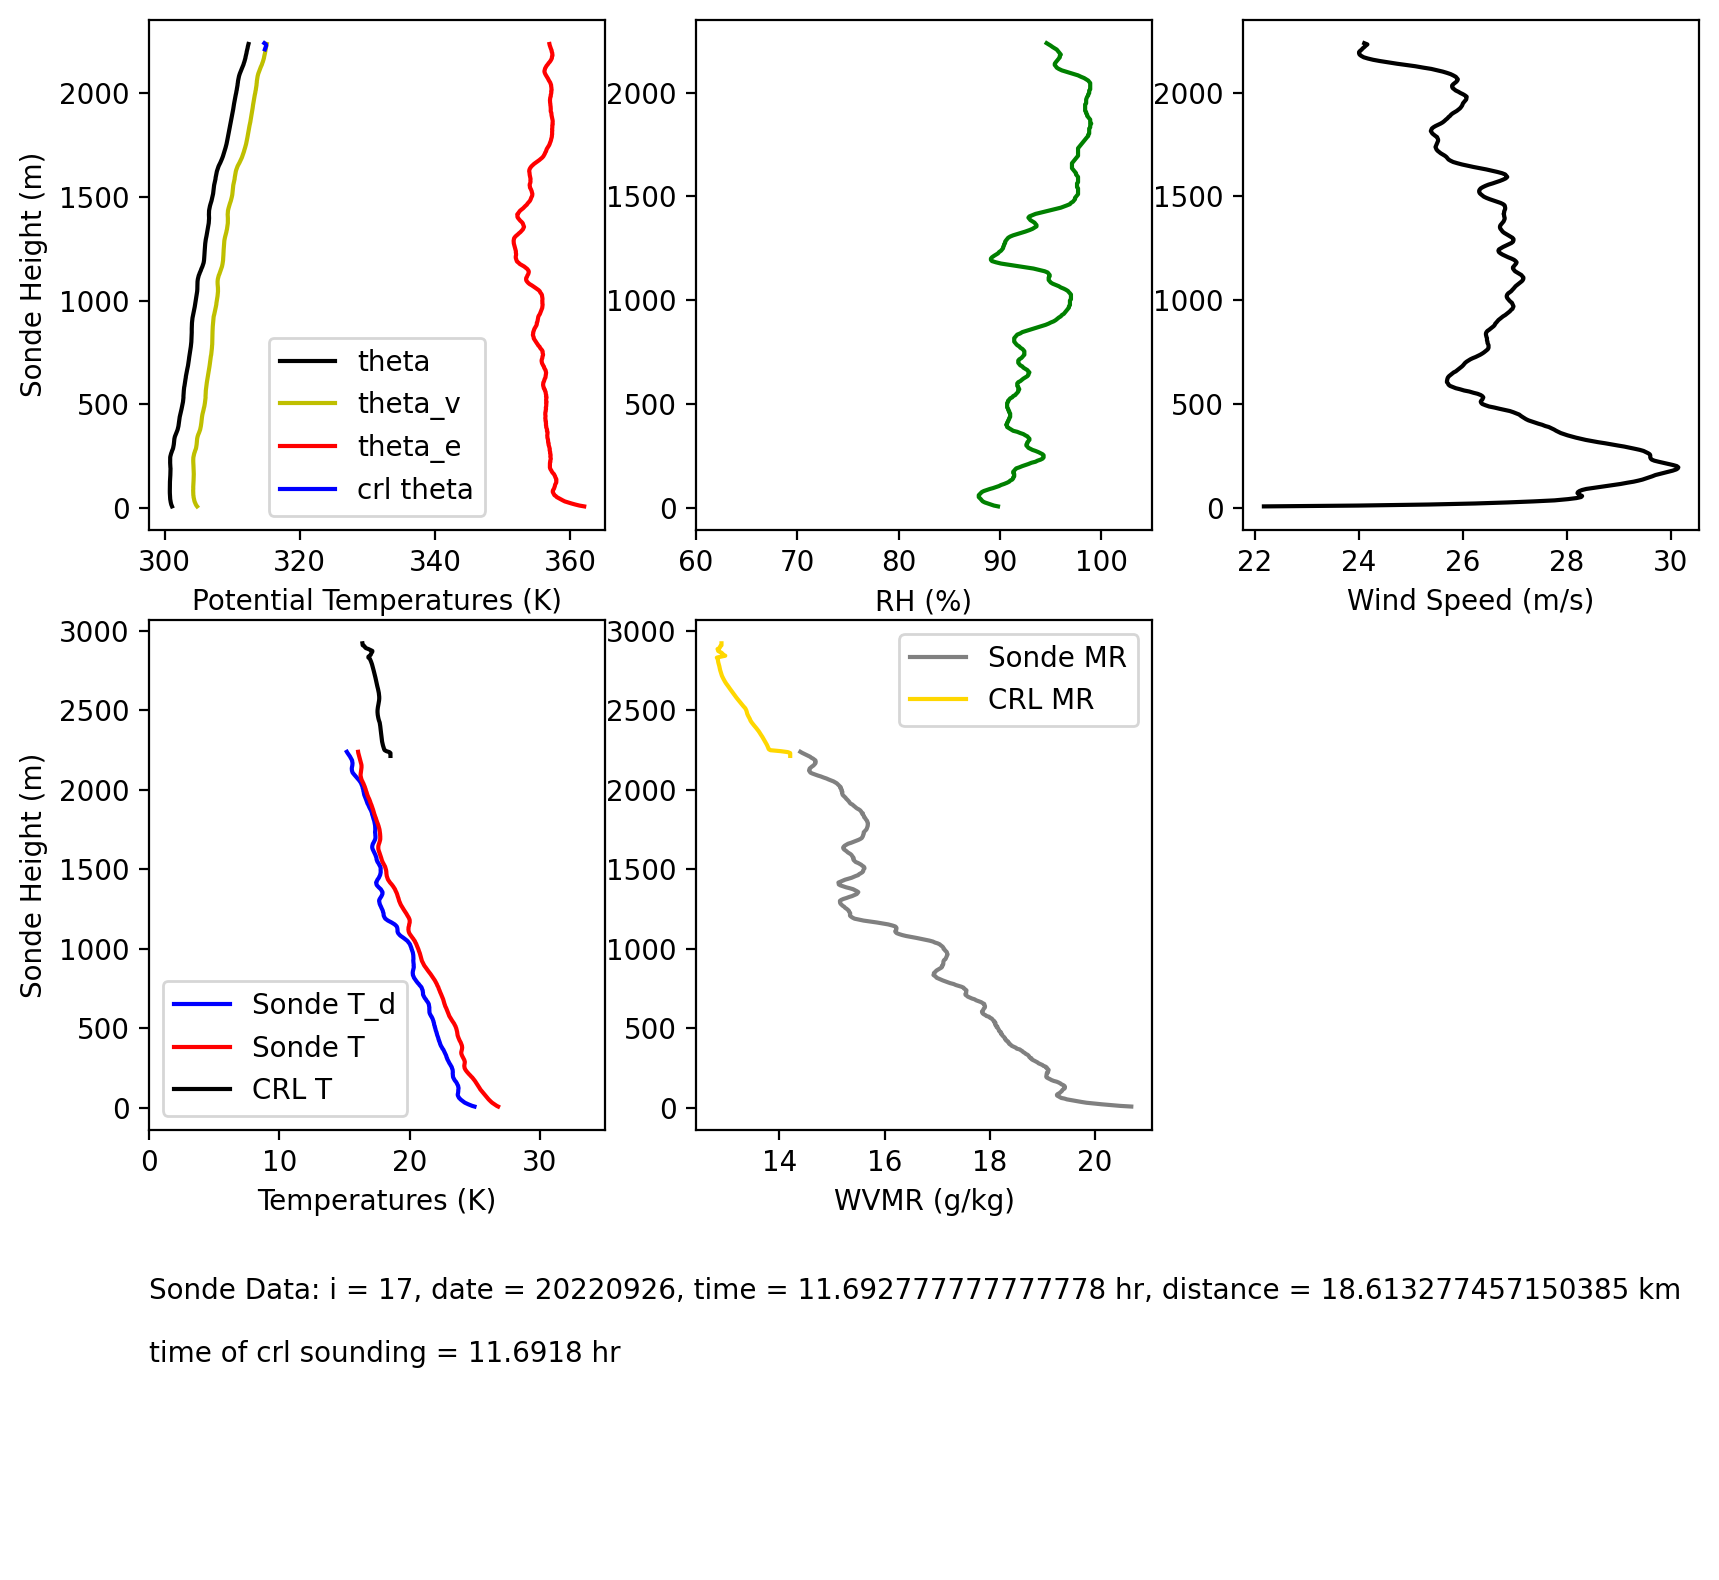 2000
1500
1000
500
0
Sonde Height (m)
theta
theta_v
theta_e
crl theta
300
320
340
360
Potential Temperatures (K)
2000
1500
1000
500
0
60
70
80
90
100
RH (%)
2000
1500
1000
500
0
22
24
26
28
30
Wind Speed (m/s)
3000
2500
2000
1500
1000
500
0
Sonde Height (m)
Sonde T_d
Sonde T
CRL T
0
10
20
30
Temperatures (K)
3000
2500
2000
1500
1000
500
0
Sonde MR
CRL MR
14
16
18
20
WVMR (g/kg)
Sonde Data: i = 17, date = 20220926, time = 11.692777777777778 hr, distance = 18.613277457150385 km
time of crl sounding = 11.6918 hr